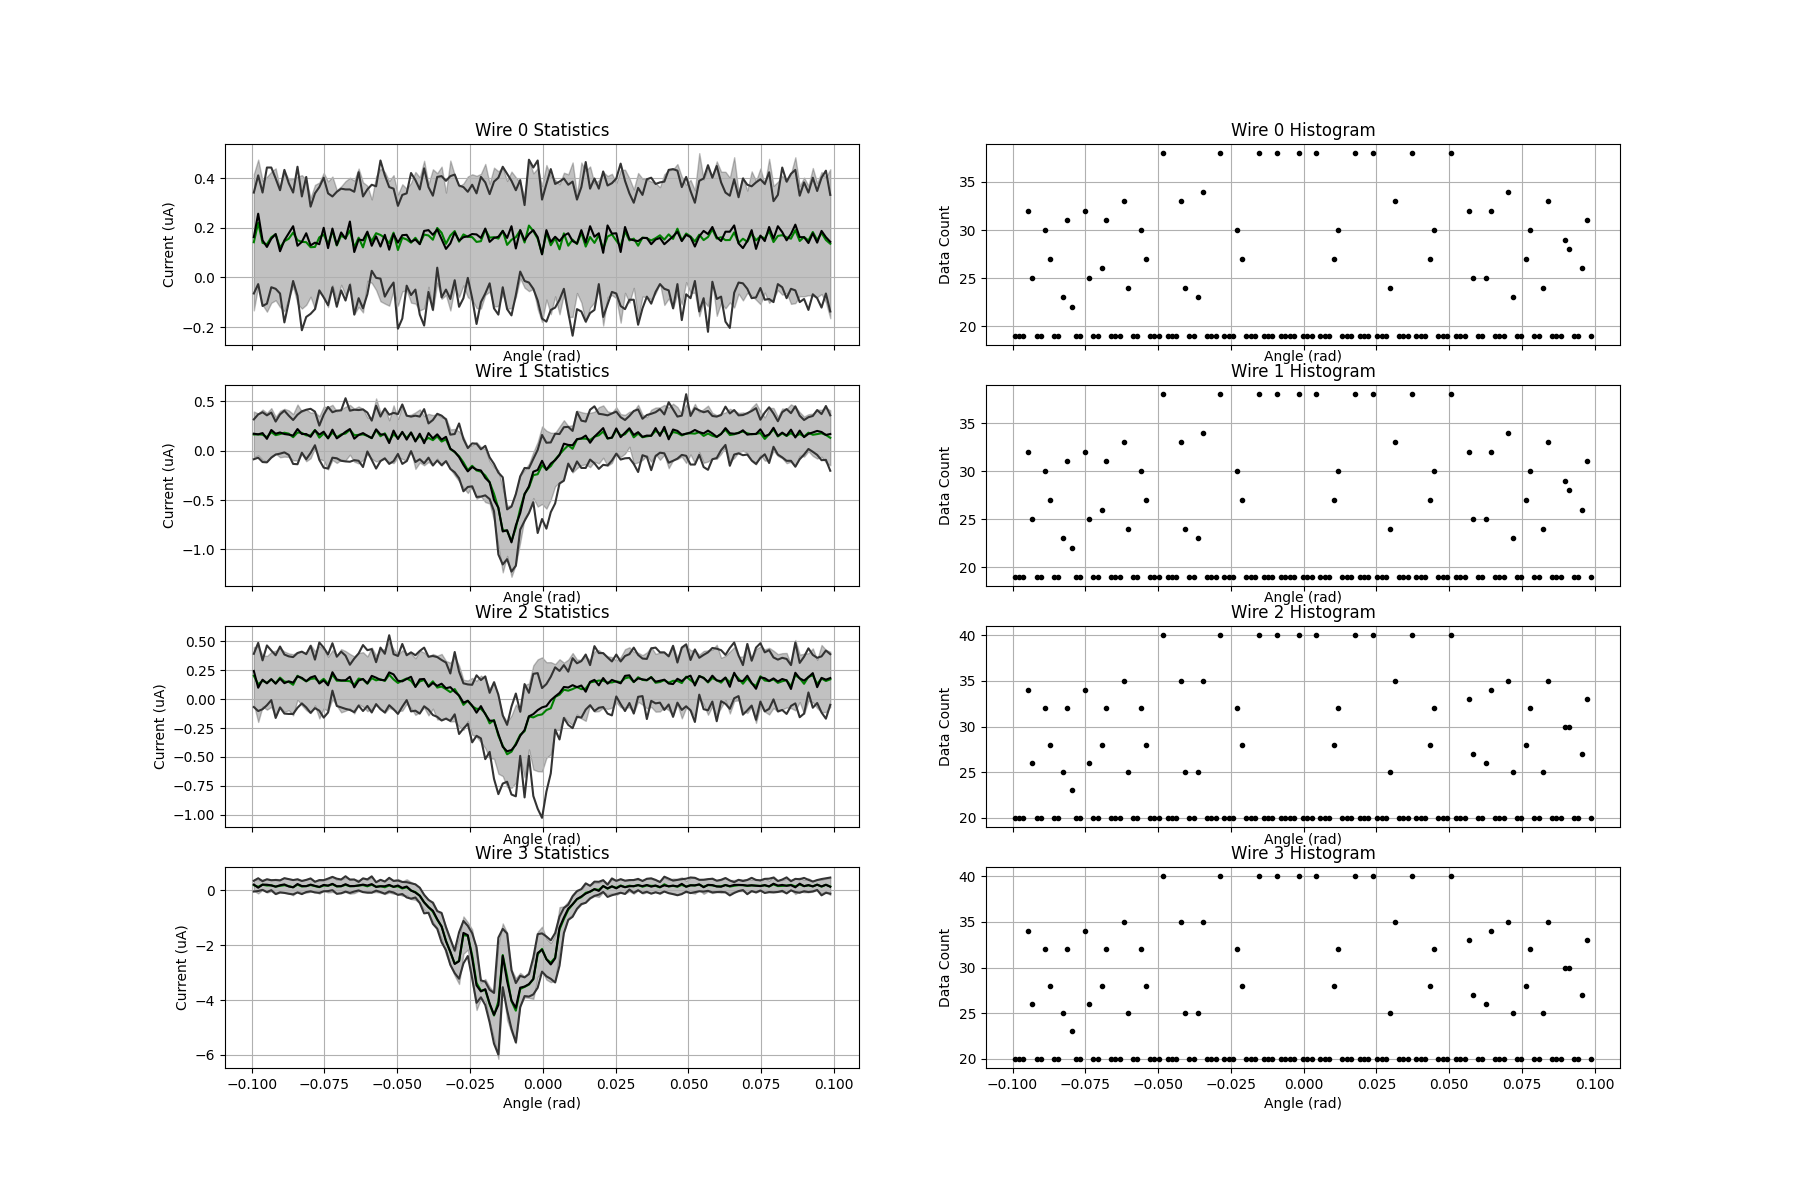 Wire 0 Statistics
Current (uA)
0.4
0.2
0.0
−0.2
Angle (rad)
Wire 0 Histogram
Data Count
35
30
25
20
Angle (rad)
Wire 1 Statistics
Current (uA)
0.5
0.0
−0.5
−1.0
Angle (rad)
Wire 1 Histogram
Data Count
35
30
25
20
Angle (rad)
Wire 2 Statistics
Current (uA)
0.50
0.25
0.00
−0.25
−0.50
−0.75
−1.00
Angle (rad)
Wire 2 Histogram
Data Count
40
35
30
25
20
Angle (rad)
Wire 3 Statistics
Current (uA)
0
−2
−4
−6
−0.100 −0.075 −0.050 −0.025 0.000 0.025 0.050 0.075 0.100
Angle (rad)
Wire 3 Histogram
Data Count
40
35
30
25
20
−0.100 −0.075 −0.050 −0.025 0.000 0.025 0.050 0.075 0.100
Angle (rad)